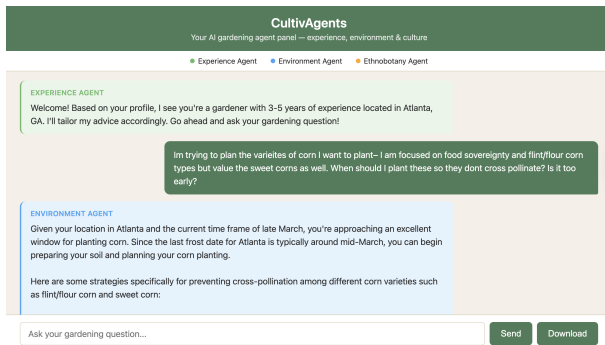 CultivAgents
Your AI gardening agent panel — experience, environment & culture
Experience Agent
Environment Agent
Ethnobotany Agent
EXPERIENCE AGENT
Welcome! Based on your profile, I see you're a gardener with 3-5 years of experience located in Atlanta,
GA. I'll tailor my advice accordingly. Go ahead and ask your gardening question!
Im trying to plan the varieites of corn I want to plant– I am focused on food sovereignty and flint/flour corn
types but value the sweet corns as well. When should I plant these so they dont cross pollinate? Is it too
early?
ENVIRONMENT AGENT
Given your location in Atlanta and the current time frame of late March, you're approaching an excellent
window for planting corn. Since the last frost date for Atlanta is typically around mid-March, you can begin
preparing your soil and planning your corn planting.
Here are some strategies specifically for preventing cross-pollination among different corn varieties such
as flint/flour corn and sweet corn:
Ask your gardening question...
Send
Download